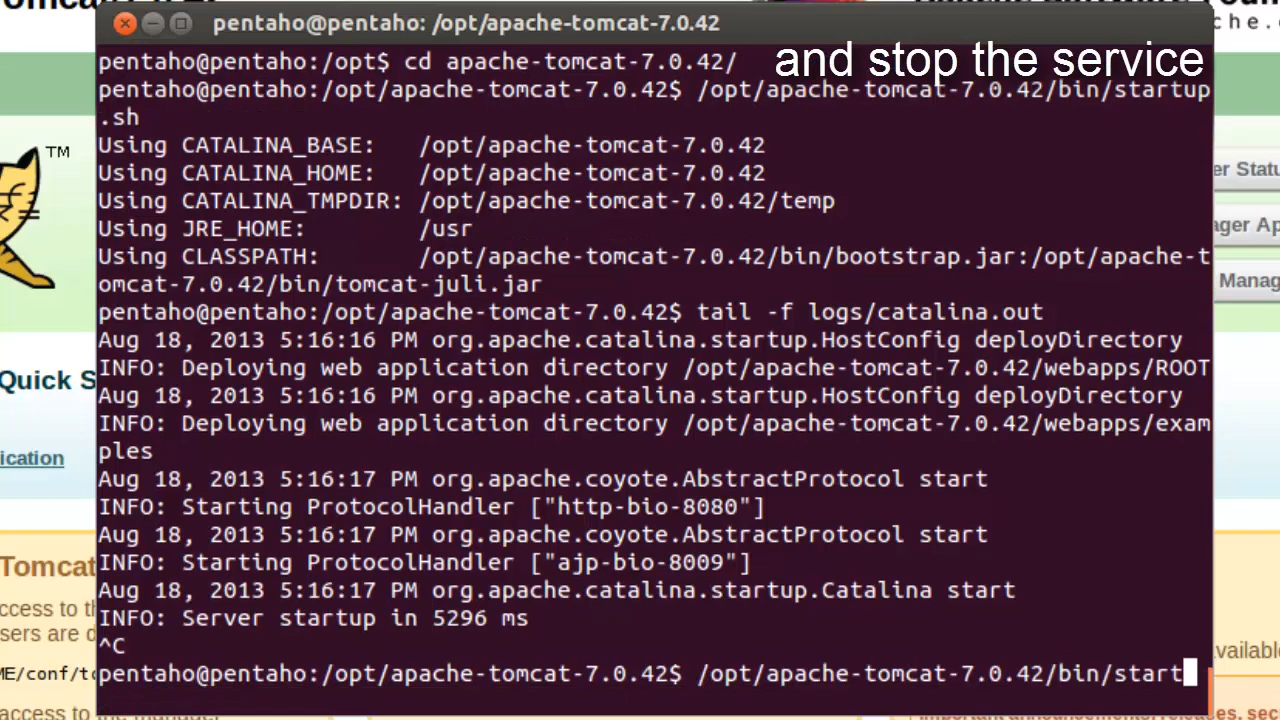 pentaho@pentaho: /opt/apache-tomcat-7.0.42
and stop the service
pentaho@pentaho:/opt$ cd apache-tomcat-7.0.42/
pentaho@pentaho:/opt/apache-tomcat-7.0.42$ /opt/apache-tomcat-7.0.42/bin/startup
.sh
Using CATALINA_BASE:   /opt/apache-tomcat-7.0.42
Using CATALINA_HOME:   /opt/apache-tomcat-7.0.42
Using CATALINA_TMPDIR: /opt/apache-tomcat-7.0.42/temp
Using JRE_HOME:        /usr
Using CLASSPATH:       /opt/apache-tomcat-7.0.42/bin/bootstrap.jar:/opt/apache-t
omcat-7.0.42/bin/tomcat-juli.jar
pentaho@pentaho:/opt/apache-tomcat-7.0.42$ tail -f logs/catalina.out
Aug 18, 2013 5:16:16 PM org.apache.catalina.startup.HostConfig deployDirectory
INFO: Deploying web application directory /opt/apache-tomcat-7.0.42/webapps/ROOT
Aug 18, 2013 5:16:16 PM org.apache.catalina.startup.HostConfig deployDirectory
INFO: Deploying web application directory /opt/apache-tomcat-7.0.42/webapps/exam
ples
Aug 18, 2013 5:16:17 PM org.apache.coyote.AbstractProtocol start
INFO: Starting ProtocolHandler ["http-bio-8080"]
Aug 18, 2013 5:16:17 PM org.apache.coyote.AbstractProtocol start
INFO: Starting ProtocolHandler ["ajp-bio-8009"]
Aug 18, 2013 5:16:17 PM org.apache.catalina.startup.Catalina start
INFO: Server startup in 5296 ms
^C
pentaho@pentaho:/opt/apache-tomcat-7.0.42$ /opt/apache-tomcat-7.0.42/bin/start
TM
Quick S
ication
Tomcat
access to the
ME/conf/to
access to the manager
er Statu
ager Ap
Manag